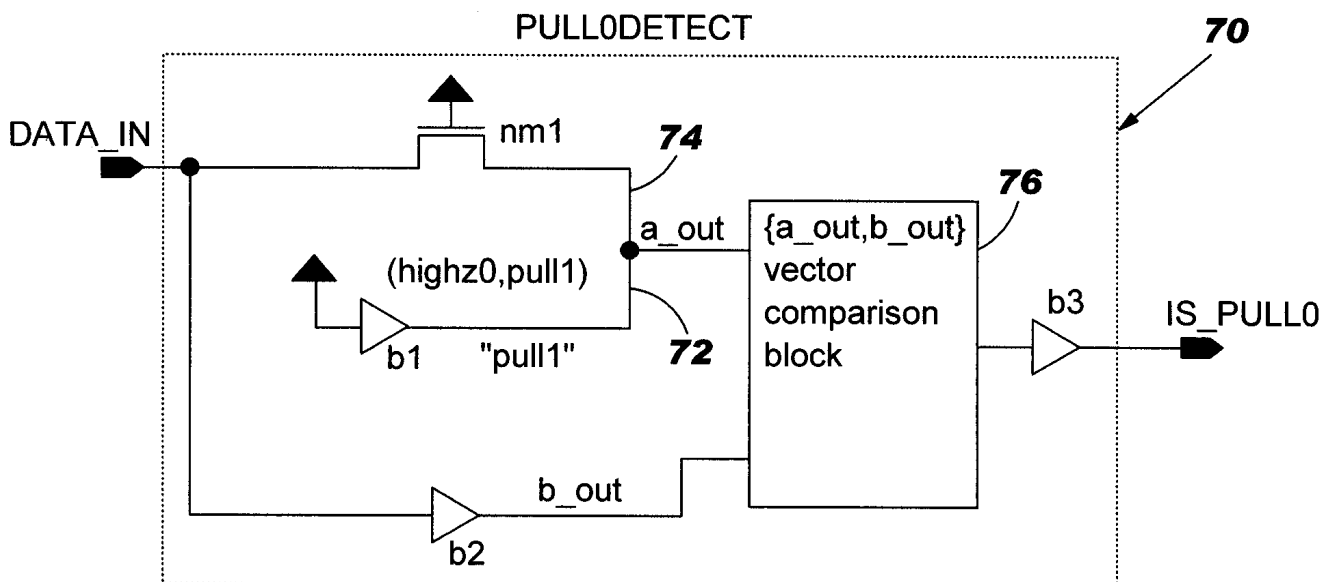 PULL0DETECT
70
DATA_IN
nm1
74
76
a_out
{a_out,b_out}
vector
comparison
block
(highz0,pull1)
b1
"pull1"
72
b3
IS_PULL0
b_out
b2